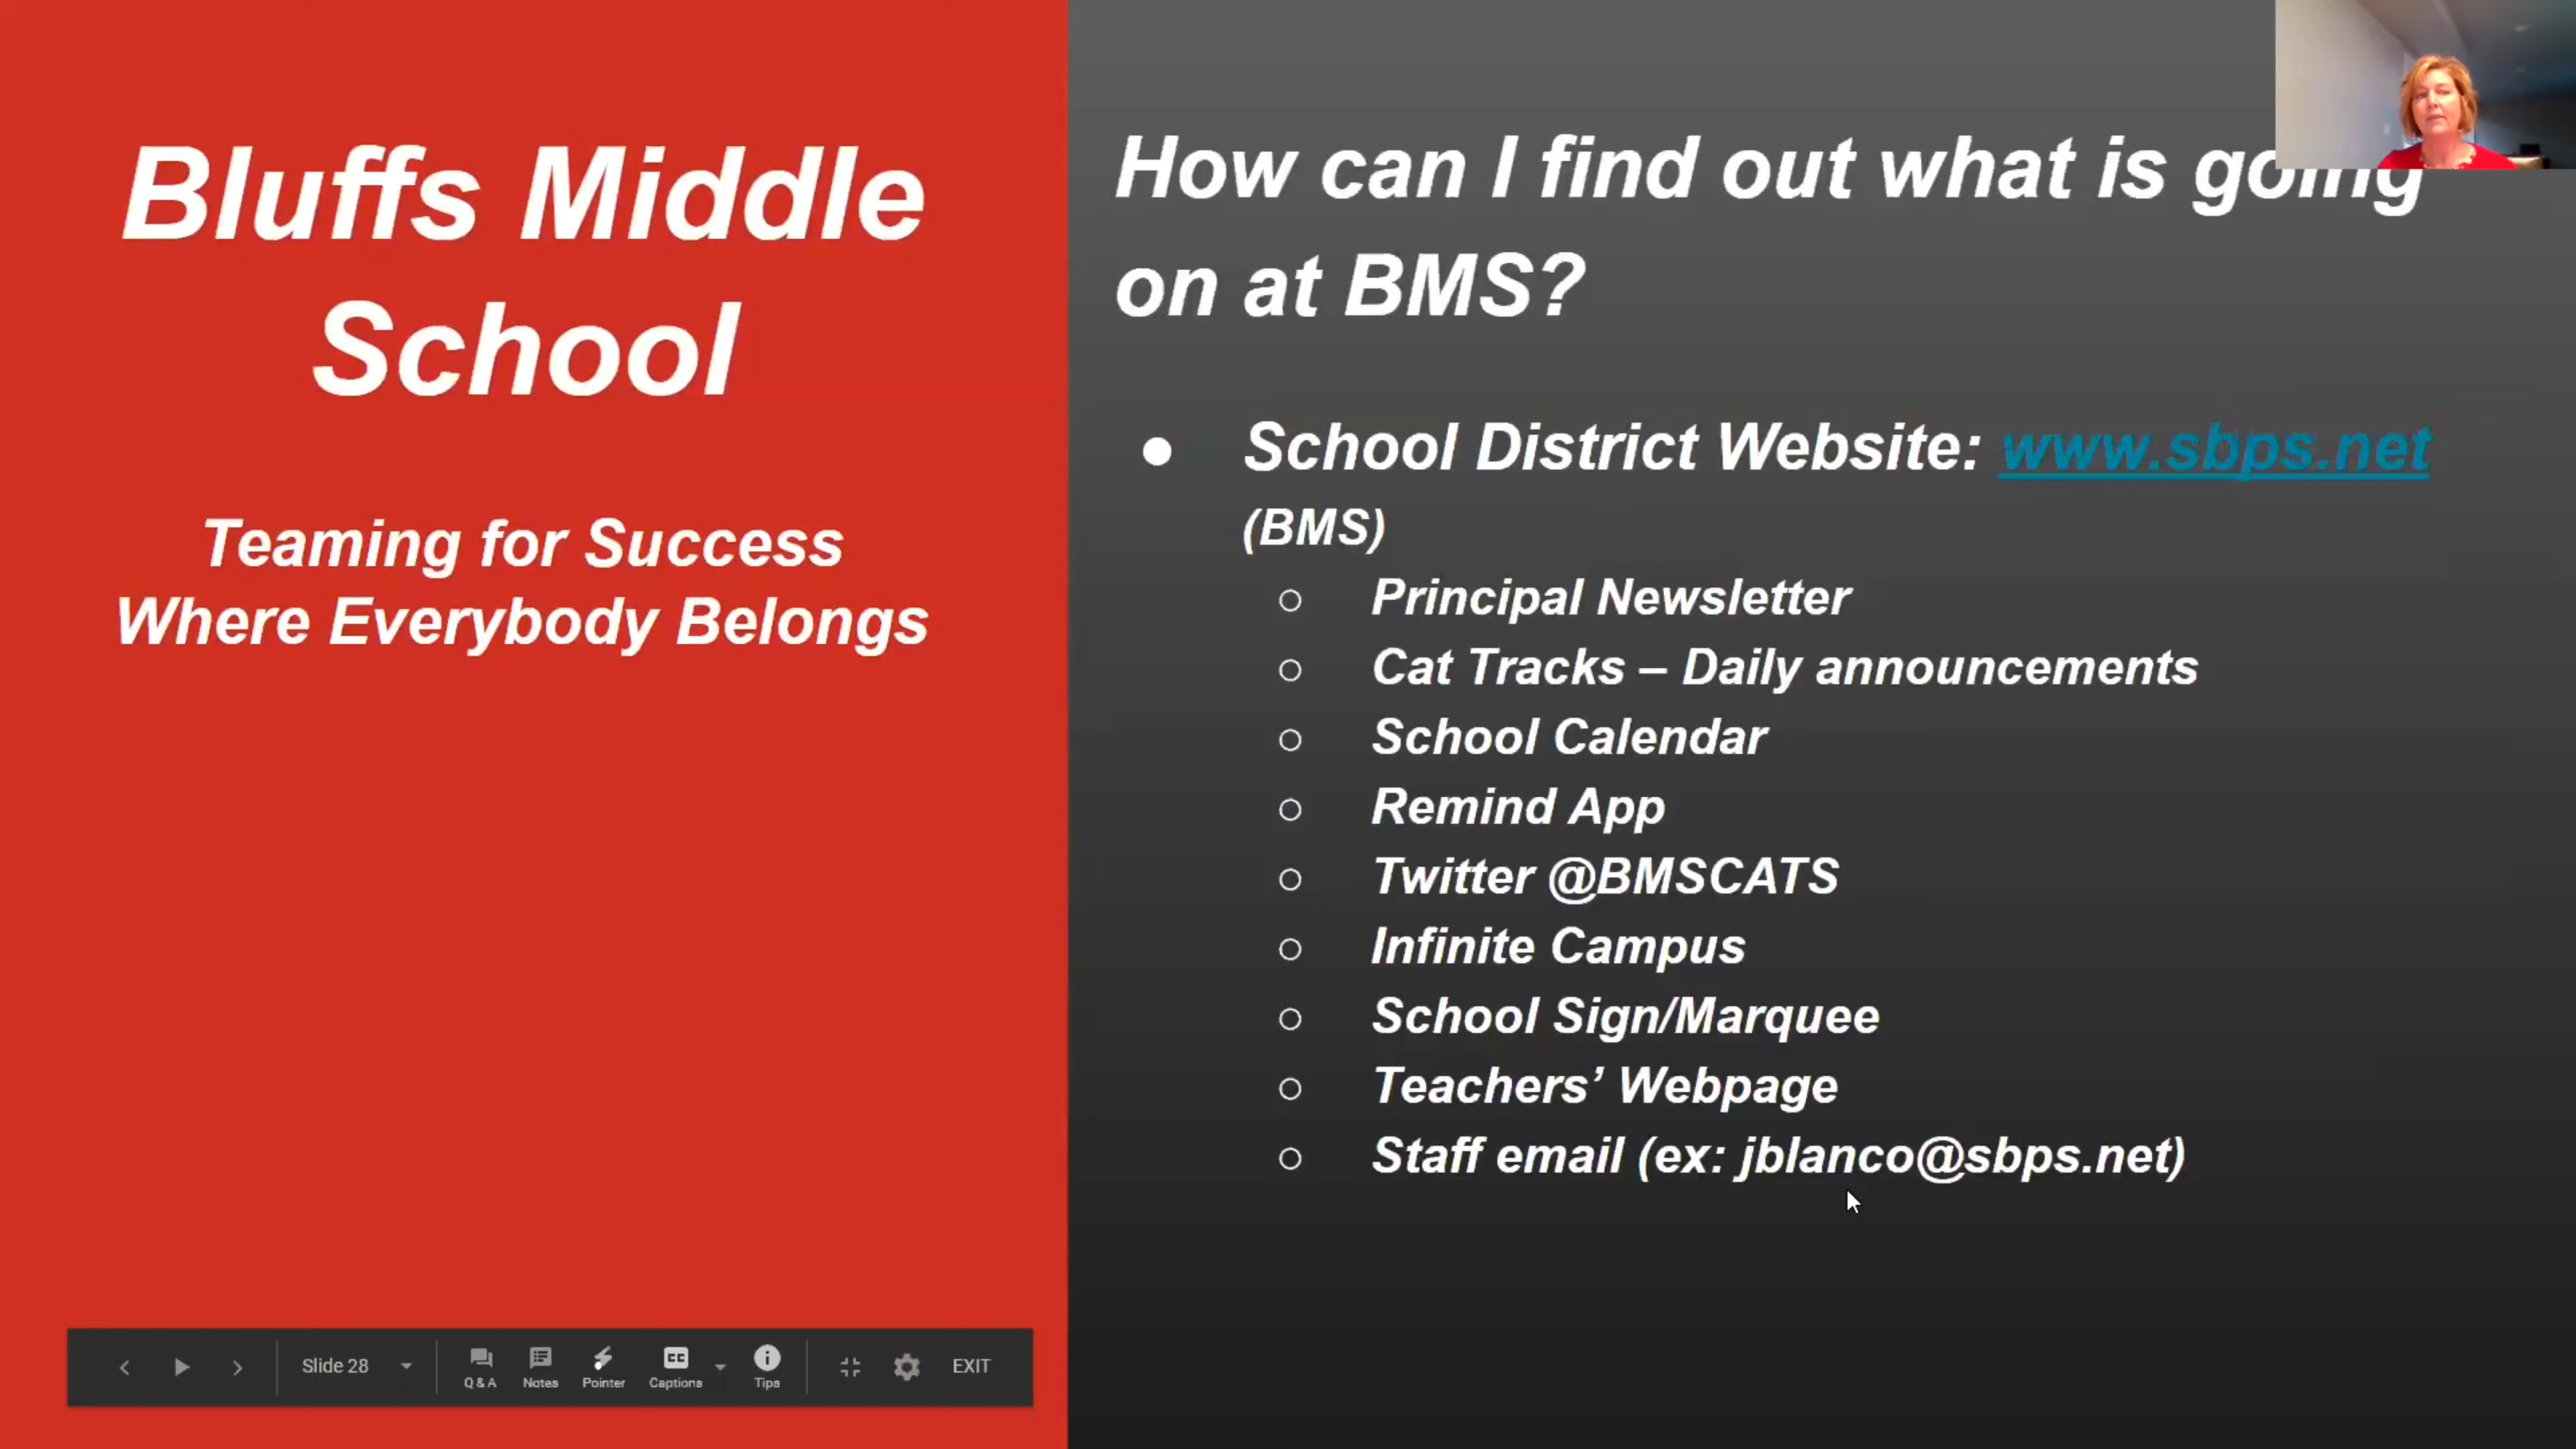 Bluffs Middle
School
Teaming for Success
Where Everybody Belongs
How can I find out what is going
on at BMS?
● School District Website: www.sbps.net
(BMS)
○ Principal Newsletter
○ Cat Tracks – Daily announcements
○ School Calendar
○ Remind App
○ Twitter @BMSCATS
○ Infinite Campus
○ School Sign/Marquee
○ Teachers’ Webpage
○ Staff email (ex: jblanco@sbps.net)
Slide 28
Q & A
Notes
Pointer
CC
Captions
Tips
EXIT